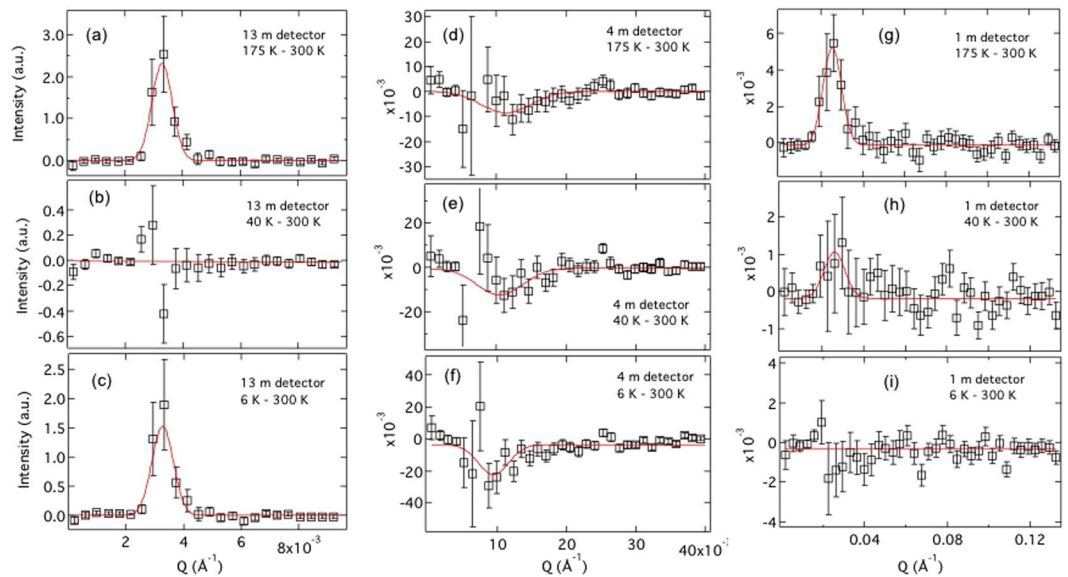 (a)
13 m detector
175 K - 300 K
Intensity (a.u.)
3.0
2.0
1.0
0.0
(b)
13 m detector
40 K - 300 K
Intensity (a.u.)
0.4
0.2
0.0
-0.2
-0.4
-0.6
(c)
13 m detector
6 K - 300 K
Intensity (a.u.)
2.5
2.0
1.5
1.0
0.5
0.0
2 4 6 8x10⁻³
Q (Å⁻¹)
(d)
4 m detector
175 K - 300 K
x10⁻³
30
20
10
0
-10
-20
-30
(e)
x10⁻³
20
0
-20
4 m detector
40 K - 300 K
(f)
4 m detector
6 K - 300 K
x10⁻³
40
20
0
-20
-40
10 20 30 40x10⁻
Q (Å⁻¹)
(g)
1 m detector
175 K - 300 K
x10⁻³
6
4
2
0
(h)
1 m detector
40 K - 300 K
x10⁻³
2
1
0
-1
(i)
1 m detector
6 K - 300 K
x10⁻³
4
2
0
-2
-4
0.04 0.08 0.12
Q (Å⁻¹)